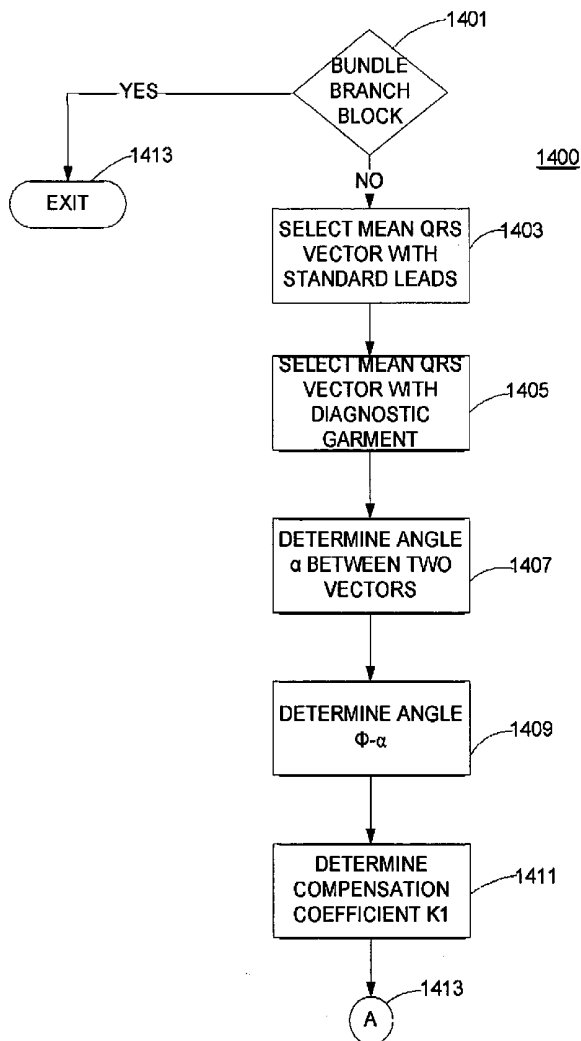 1401
BUNDLE
BRANCH
BLOCK
YES
1413
EXIT
1400
NO
SELECT MEAN QRS
VECTOR WITH
STANDARD LEADS
1403
SELECT MEAN QRS
VECTOR WITH
DIAGNOSTIC
GARMENT
1405
DETERMINE ANGLE
α BETWEEN TWO
VECTORS
1407
DETERMINE ANGLE
Φ-α
1409
DETERMINE
COMPENSATION
COEFFICIENT K1
1411
1413
A